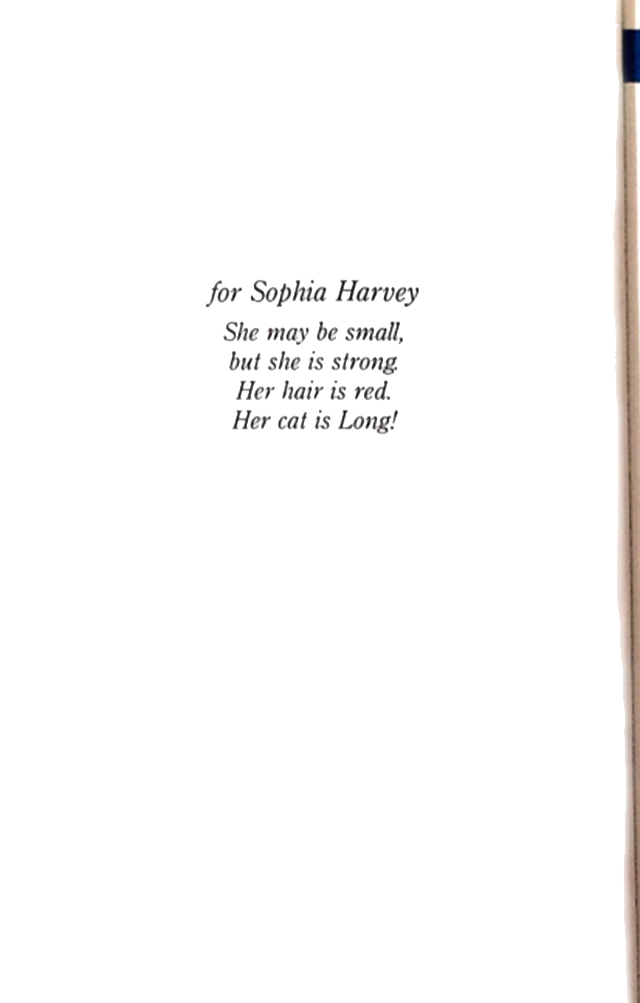 for Sophia Harvey
She may be small,
but she is strong.
Her hair is red.
Her cat is Long!